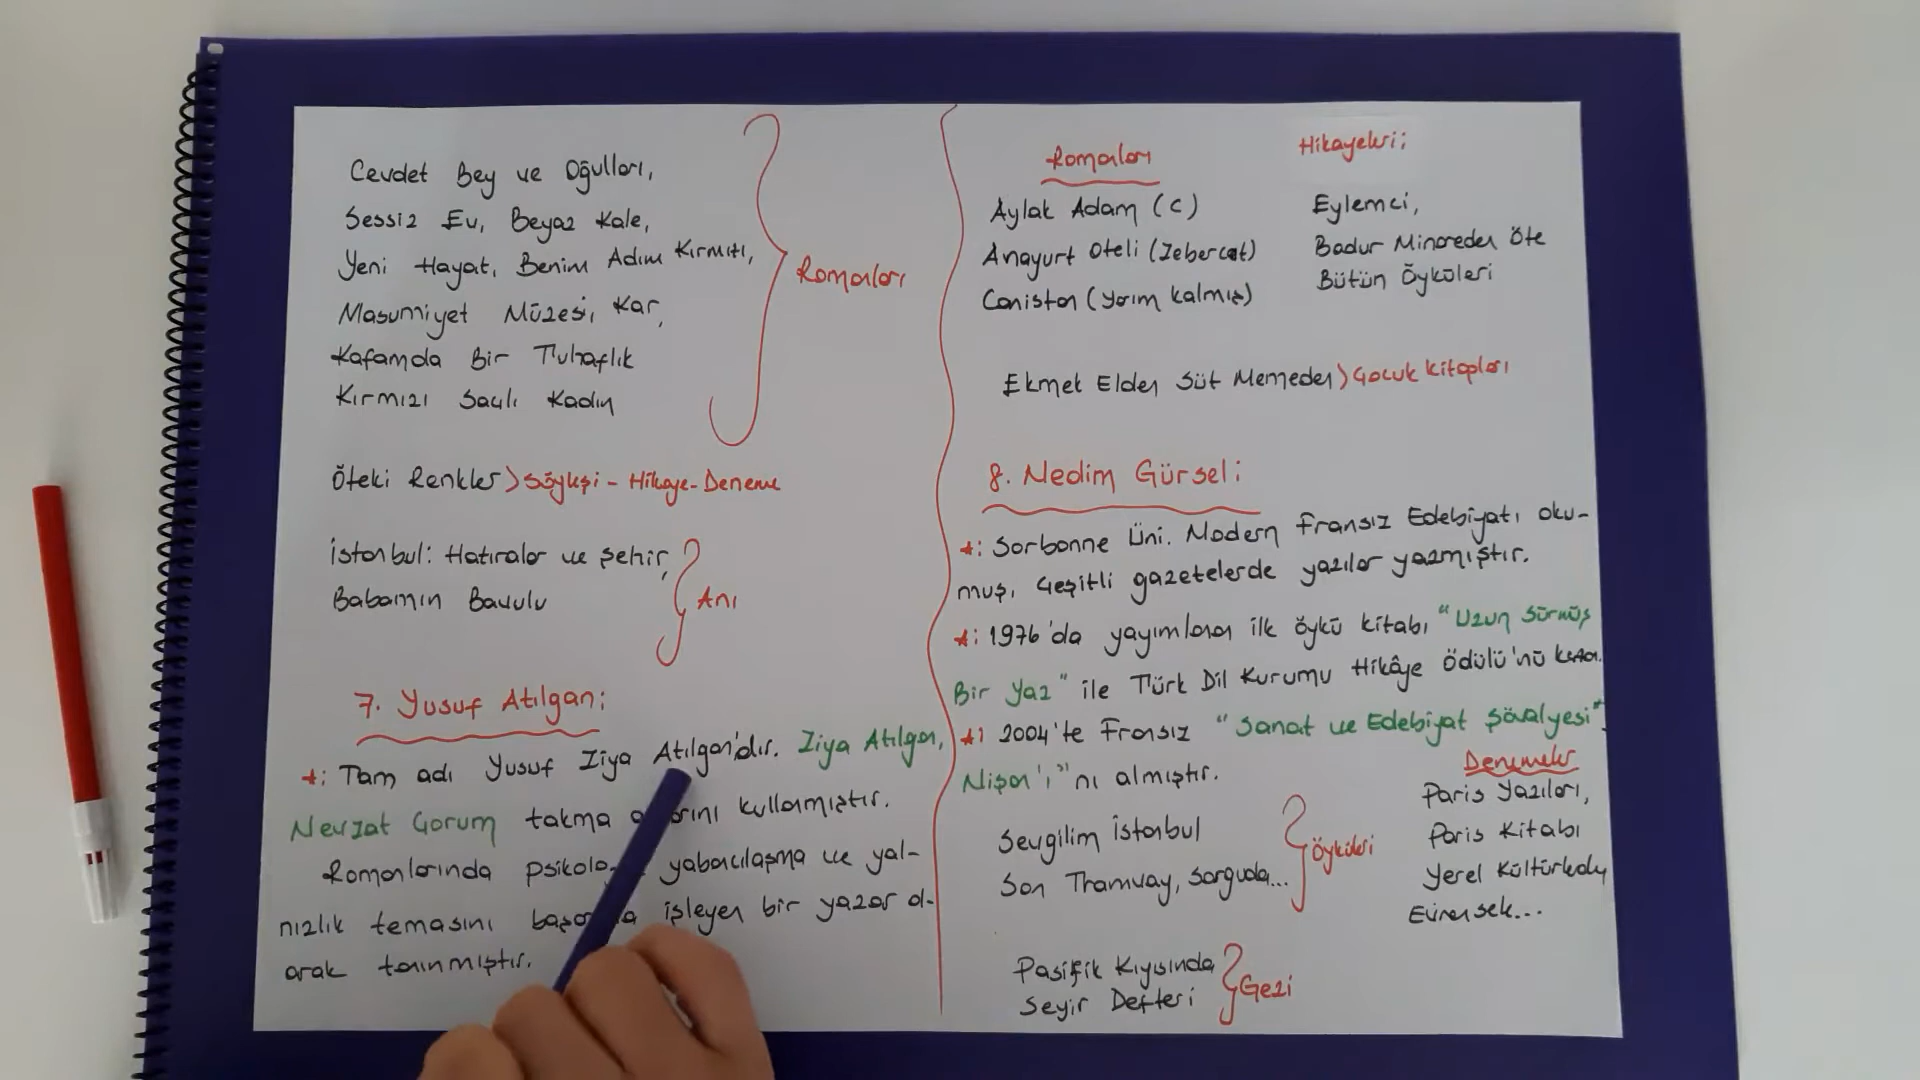 Cevdet Bey ve Oğulları,
Sessiz Ev, Beyaz Kale,
Yeni Hayat, Benim Adım Kırmızı,
Masumiyet Müzesi, Kar,
Kafamda Bir Tuhaflık
Kırmızı Saçlı Kadın
Romanları
Öteki Renkler > Söyleşi - Hikaye - Deneme
İstanbul: Hatıralar ve Şehir,
Babamın Bavulu
Anı
7. Yusuf Atılgan:
*: Tam adı Yusuf Ziya Atılgan'dır. Ziya Atılgan,
Nevzat Çorum takma kullanmıştır.
Romanlarında yabancılaşma ve yal-
nızlık temasını işleyen bir yazar ol-
arak tanınmıştır.
Romanları
Aylak Adam (C)
Anayurt Oteli (Zebercet)
Canistan (Yarım kalmış)
Hikayeleri;
Eylemci,
Bodur Minareden Öte
Bütün Öyküleri
Ekmek Elden Süt Memeden > Çocuk Kitapları
8. Nedim Gürsel:
*: Sorbonne Üni. Modern Fransız Edebiyatı oku-
muş, çeşitli gazetelerde yazılar yazmıştır.
*: 1976'da yayımlanan ilk öykü kitabı "Uzun Sürmüş
Bir Yaz" ile Türk Dil Kurumu Hikâye Ödülü'nü
*: 2004'te Fransız "Sanat ve Edebiyat Şövalyesi"
Nişan'ı"nı almıştır.
Sevgilim İstanbul
Son Tramvay, Sorguda...
Öyküleri
Denemeler
Paris Yazıları,
Paris Kitabı
Yerel Kültürlerden
Evrensele...
Pasifik Kıyısında
Seyir Defteri
Gezi